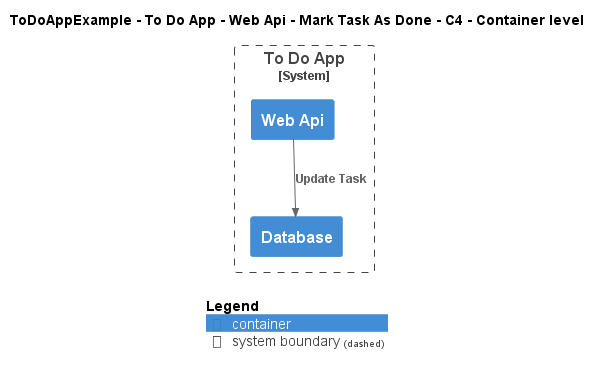 ToDoAppExample - To Do App - Web Api - Mark Task As Done - C4 - Container level
To Do App
[System]
Web Api
Update Task
Database
Legend
container
system boundary (dashed)